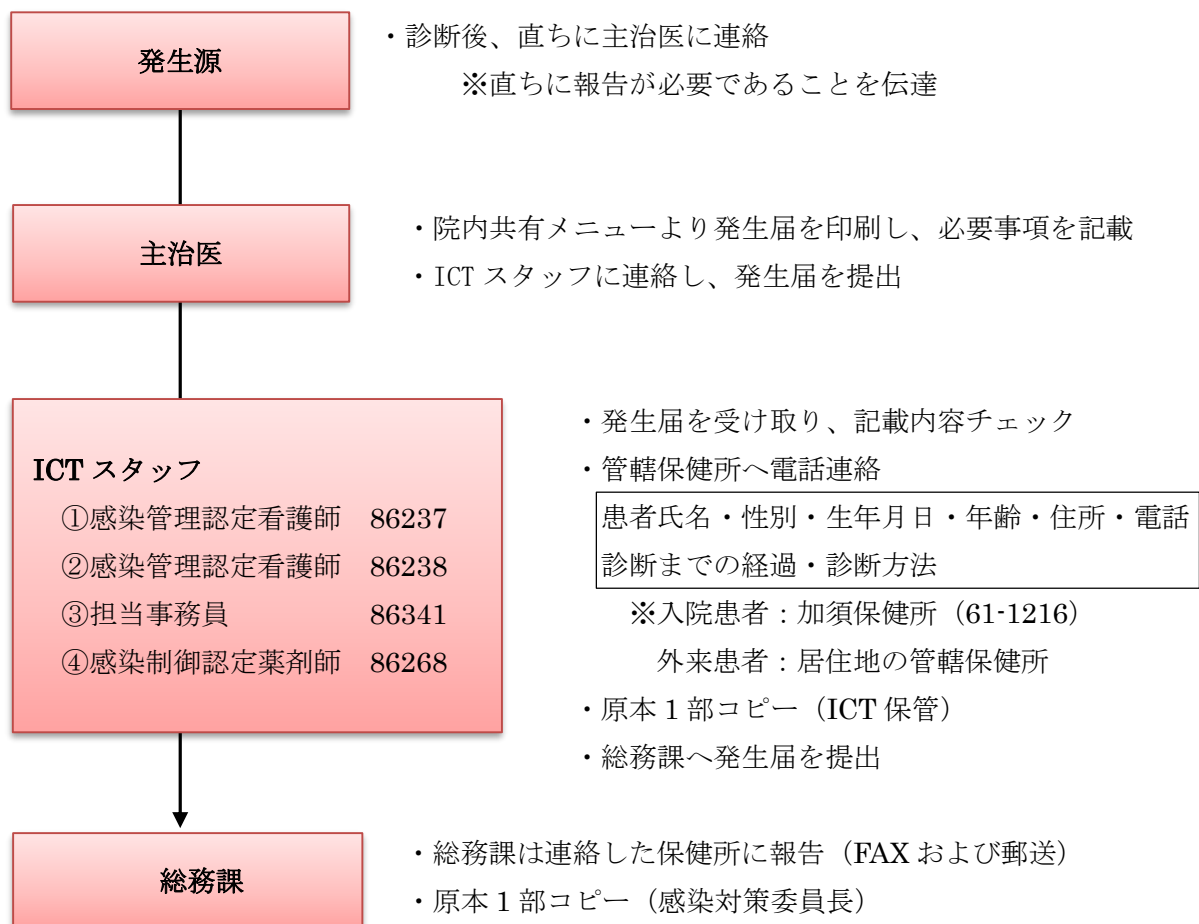 発生源
・診断後、直ちに主治医に連絡
※直ちに報告が必要であることを伝達
主治医
・院内共有メニューより発生届を印刷し、必要事項を記載
・ICT スタッフに連絡し、発生届を提出
ICT スタッフ
①感染管理認定看護師 86237
②感染管理認定看護師 86238
③担当事務員 86341
④感染制御認定薬剤師 86268
・発生届を受け取り、記載内容チェック
・管轄保健所へ電話連絡
患者氏名・性別・生年月日・年齢・住所・電話
診断までの経過・診断方法
※入院患者：加須保健所（61-1216）
外来患者：居住地の管轄保健所
・原本 1 部コピー（ICT 保管）
・総務課へ発生届を提出
総務課
・総務課は連絡した保健所に報告（FAX および郵送）
・原本 1 部コピー（感染対策委員長）